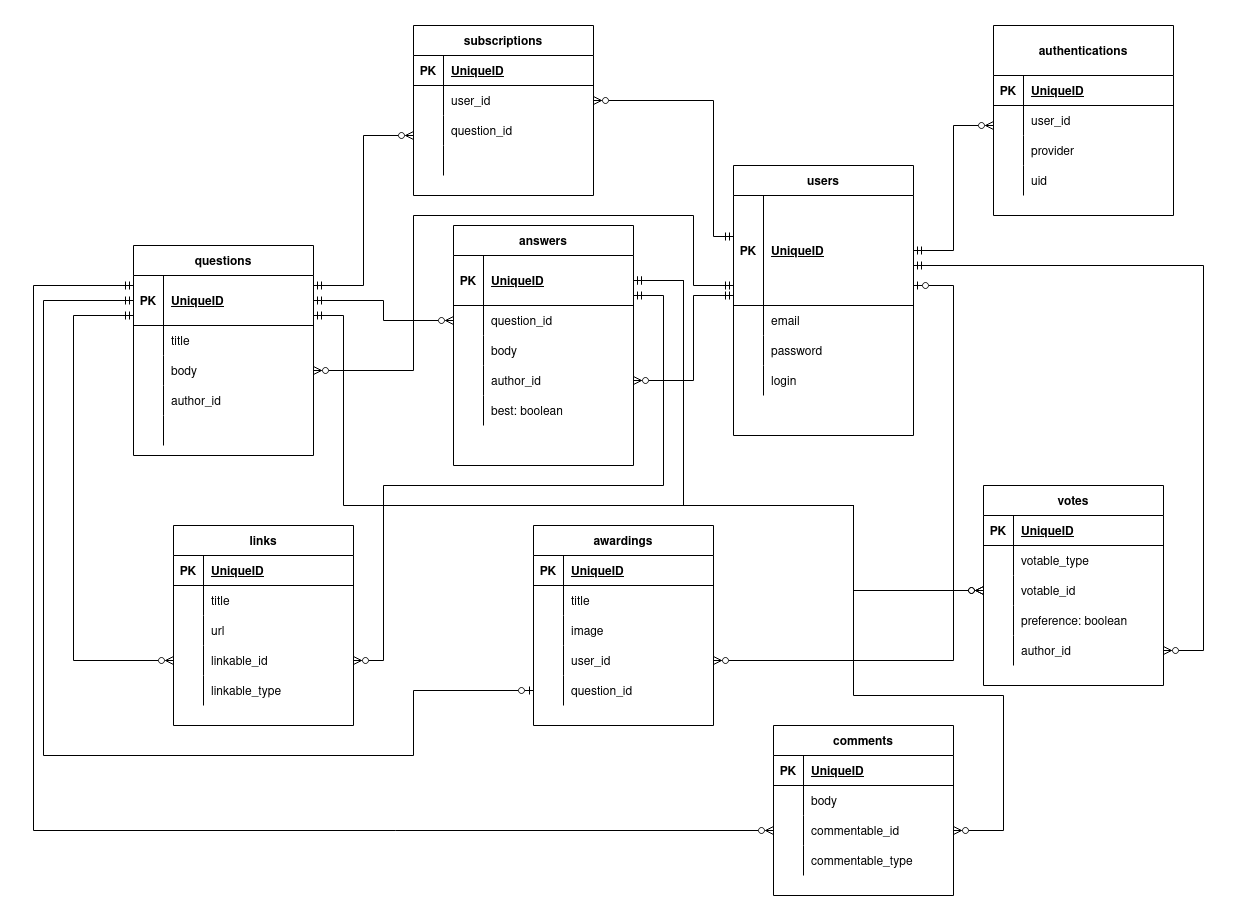 subscriptions
PK UniqueID
user_id
question_id
authentications
PK UniqueID
user_id
provider
uid
users
PK UniqueID
email
password
login
answers
PK UniqueID
question_id
body
author_id
best: boolean
questions
PK UniqueID
title
body
author_id
links
PK UniqueID
title
url
linkable_id
linkable_type
awardings
PK UniqueID
title
image
user_id
question_id
votes
PK UniqueID
votable_type
votable_id
preference: boolean
author_id
comments
PK UniqueID
body
commentable_id
commentable_type